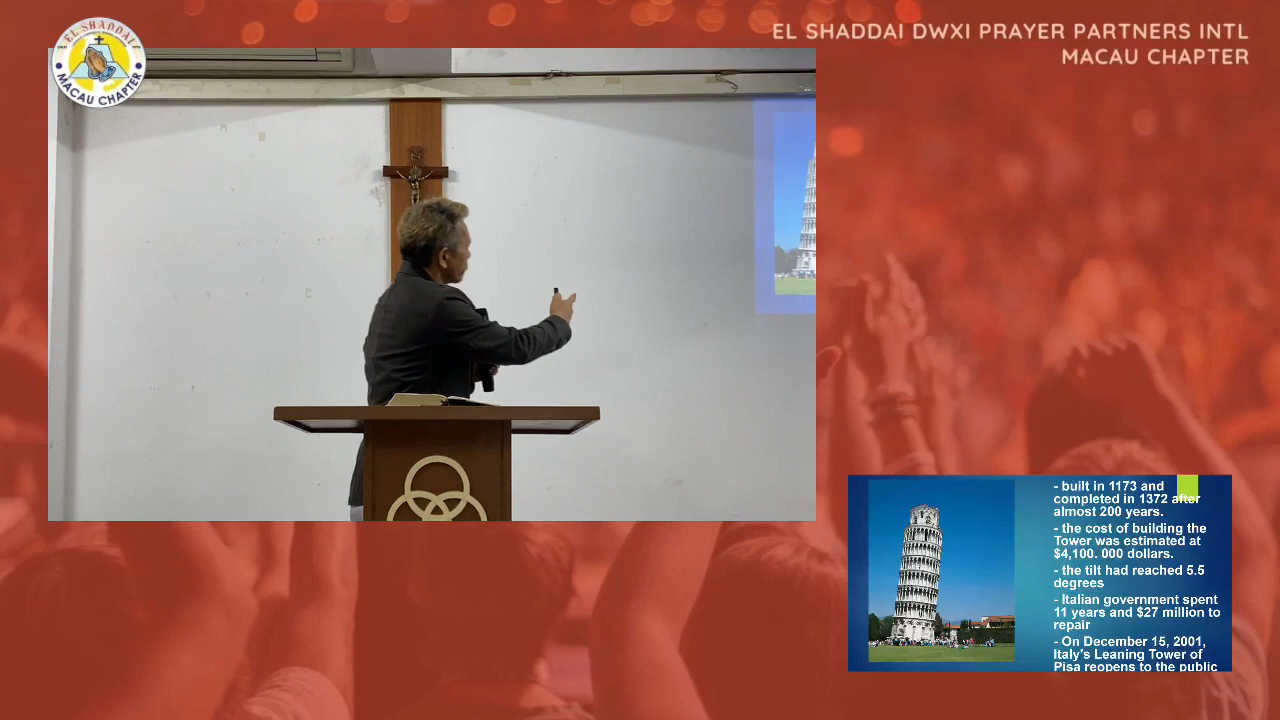 EL SHADDAI
MACAU CHAPTER
EL SHADDAI DWXI PRAYER PARTNERS INTL
MACAU CHAPTER
- built in 1173 and
completed in 1372 after
almost 200 years.
- the cost of building the
Tower was estimated at
$4,100. 000 dollars.
- the tilt had reached 5.5
degrees
- Italian government spent
11 years and $27 million to
repair
- On December 15, 2001,
Italy's Leaning Tower of
Pisa reopens to the public